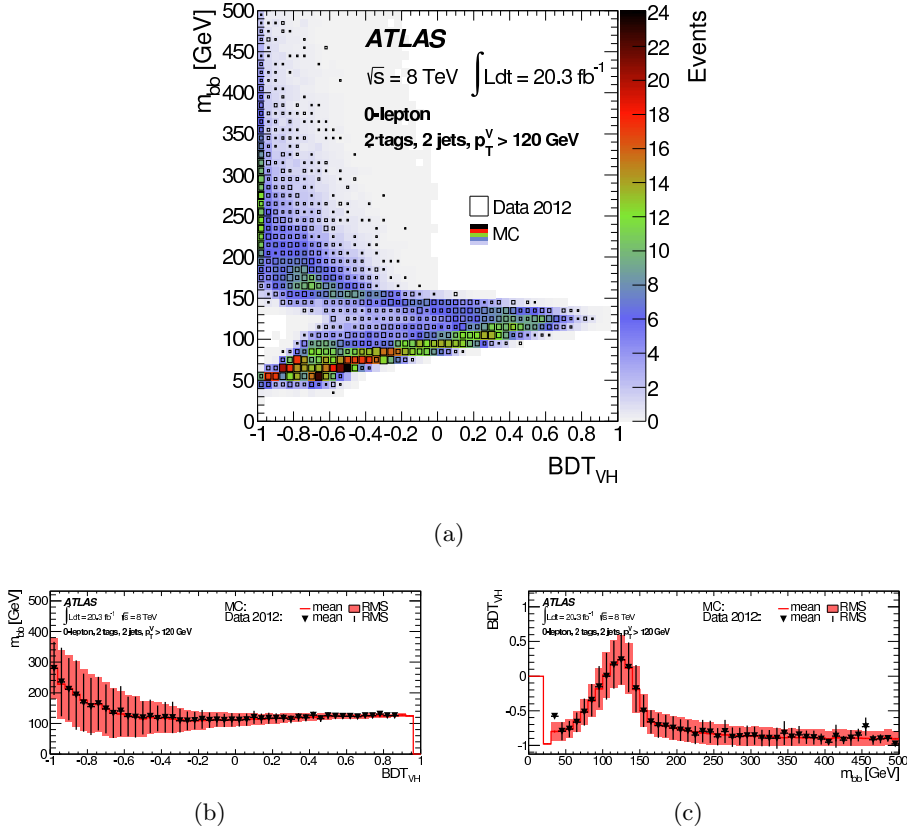 m_bb [GeV]
500
450
400
350
300
250
200
150
100
50
0
-1 -0.8 -0.6 -0.4 -0.2 0 0.2 0.4 0.6 0.8 1
BDT_VH
ATLAS
√s = 8 TeV ∫Ldt = 20.3 fb⁻¹
0-lepton
2 tags, 2 jets, p_T^V > 120 GeV
Data 2012
MC
24
22
20
18
16
14
12
10
8
6
4
2
0
Events
(a)
m_bb [GeV]
500
400
300
200
100
0
ATLAS
∫Ldt = 20.3 fb⁻¹ √s = 8 TeV
0-lepton, 2 tags, 2 jets, p_T^V > 120 GeV
MC: mean RMS
Data 2012: mean RMS
-1 -0.8 -0.6 -0.4 -0.2 0 0.2 0.4 0.6 0.8 1
BDT_VH
(b)
BDT_VH
1
0.5
0
-0.5
-1
ATLAS
∫Ldt = 20.3 fb⁻¹ √s = 8 TeV
0-lepton, 2 tags, 2 jets, p_T^V > 120 GeV
MC: mean RMS
Data 2012: mean RMS
0 50 100 150 200 250 300 350 400 450 500
m_bb [GeV]
(c)